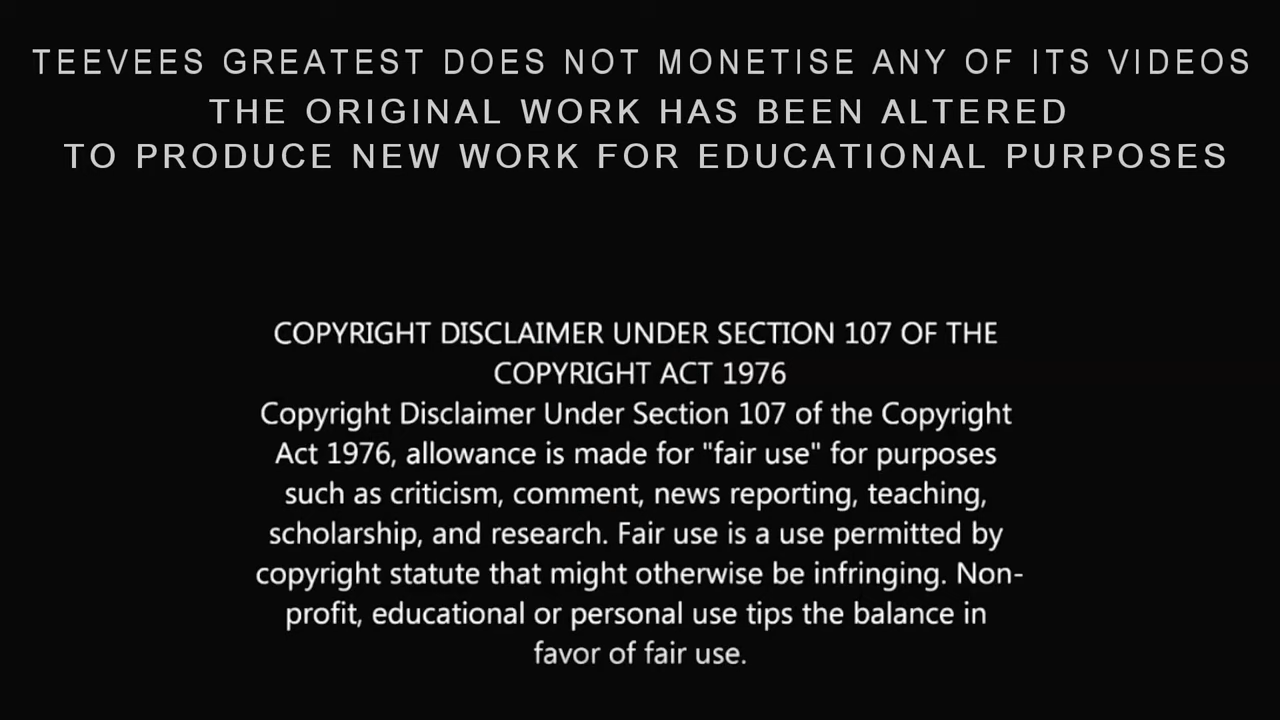 TEEVEES GREATEST DOES NOT MONETISE ANY OF ITS VIDEOS
THE ORIGINAL WORK HAS BEEN ALTERED
TO PRODUCE NEW WORK FOR EDUCATIONAL PURPOSES
COPYRIGHT DISCLAIMER UNDER SECTION 107 OF THE
COPYRIGHT ACT 1976
Copyright Disclaimer Under Section 107 of the Copyright
Act 1976, allowance is made for "fair use" for purposes
such as criticism, comment, news reporting, teaching,
scholarship, and research. Fair use is a use permitted by
copyright statute that might otherwise be infringing. Non-
profit, educational or personal use tips the balance in
favor of fair use.